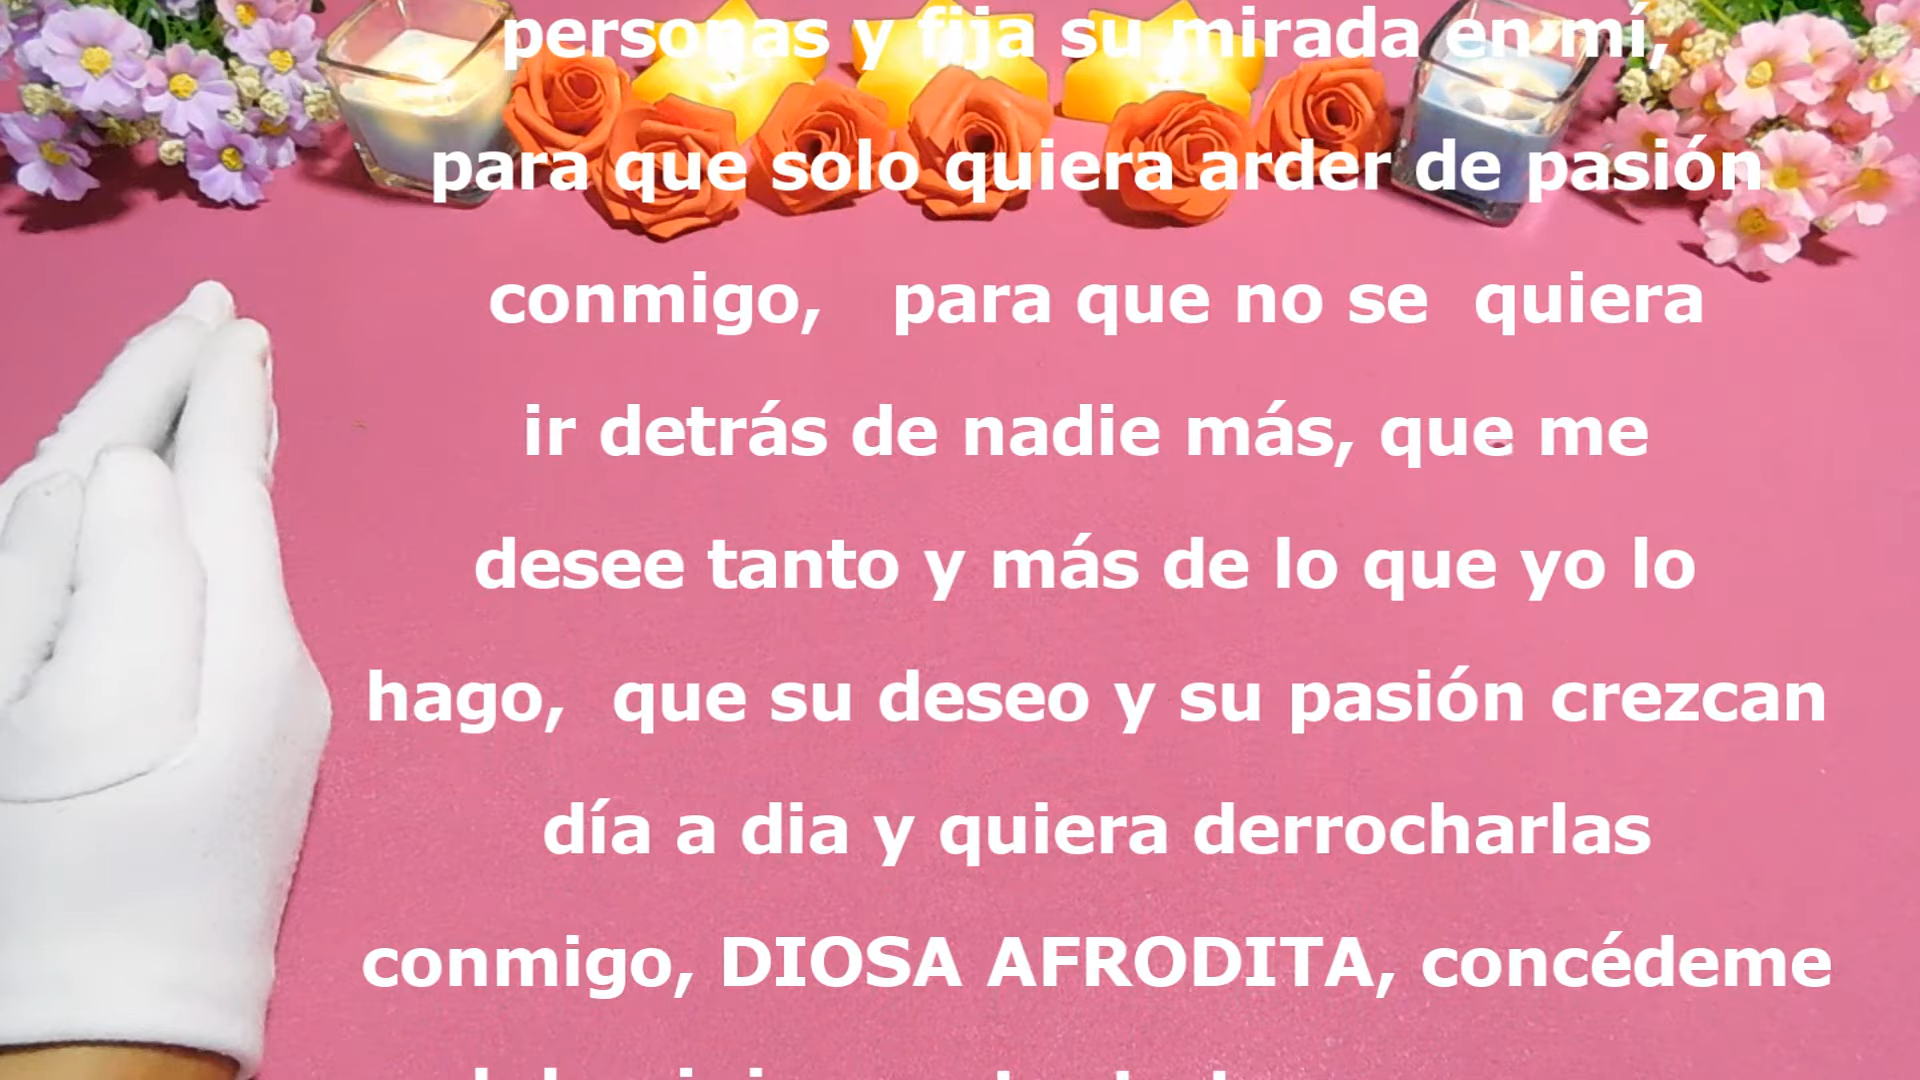 personas y fija su mirada en mí,
para que solo quiera arder de pasión
conmigo, para que no se quiera
ir detrás de nadie más, que me
desee tanto y más de lo que yo lo
hago, que su deseo y su pasión crezcan
día a dia y quiera derrocharlas
conmigo, DIOSA AFRODITA, concédeme